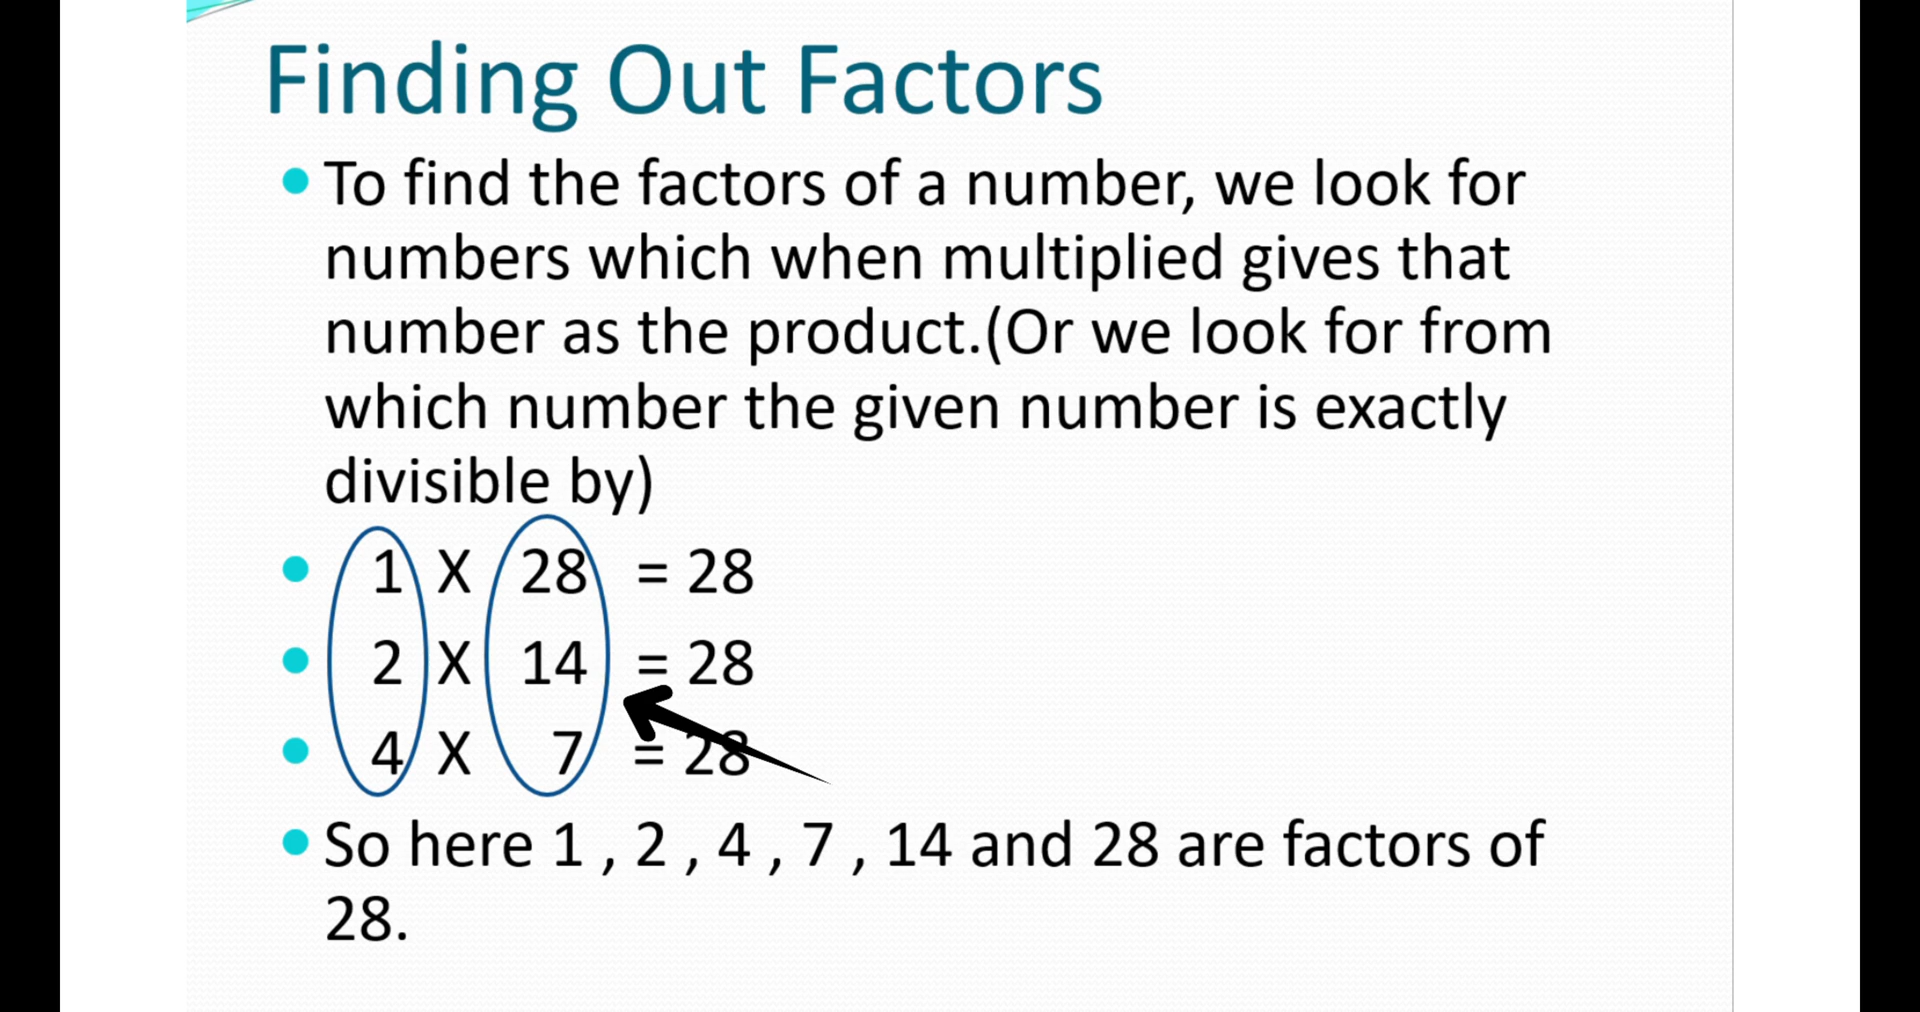 Finding Out Factors
To find the factors of a number, we look for
numbers which when multiplied gives that
number as the product.(Or we look for from
which number the given number is exactly
divisible by)
1 X 28 = 28
2 X 14 = 28
4 X 7 = 28
So here 1 , 2 , 4 , 7 , 14 and 28 are factors of
28.